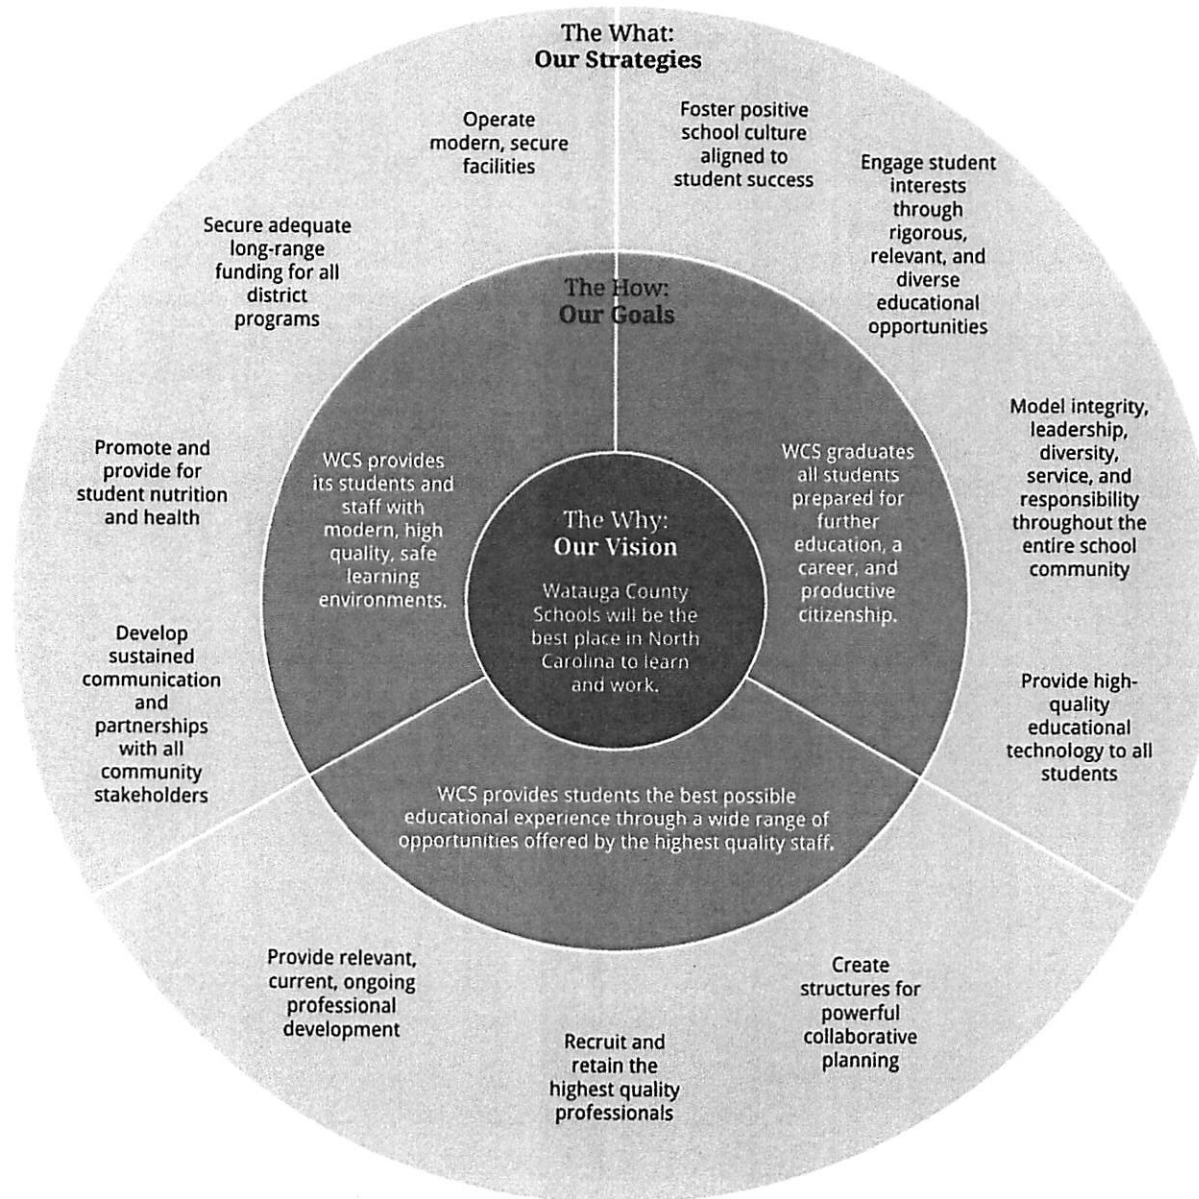 The What:
Our Strategies
Operate
modern, secure
facilities
Foster positive
school culture
aligned to
student success
Engage student
interests
through
rigorous,
relevant, and
diverse
educational
opportunities
Secure adequate
long-range
funding for all
district
programs
The How:
Our Goals
Model integrity,
leadership,
diversity,
service, and
responsibility
throughout the
entire school
community
Promote and
provide for
student nutrition
and health
WCS provides
its students and
staff with
modern, high
quality, safe
learning
environments.
WCS graduates
all students
prepared for
further
education, a
career, and
productive
citizenship.
The Why:
Our Vision
Watauga County
Schools will be the
best place in North
Carolina to learn
and work.
Develop
sustained
communication
and
partnerships
with all
community
stakeholders
Provide high-
quality
educational
technology to all
students
WCS provides students the best possible
educational experience through a wide range of
opportunities offered by the highest quality staff.
Provide relevant,
current, ongoing
professional
development
Recruit and
retain the
highest quality
professionals
Create
structures for
powerful
collaborative
planning